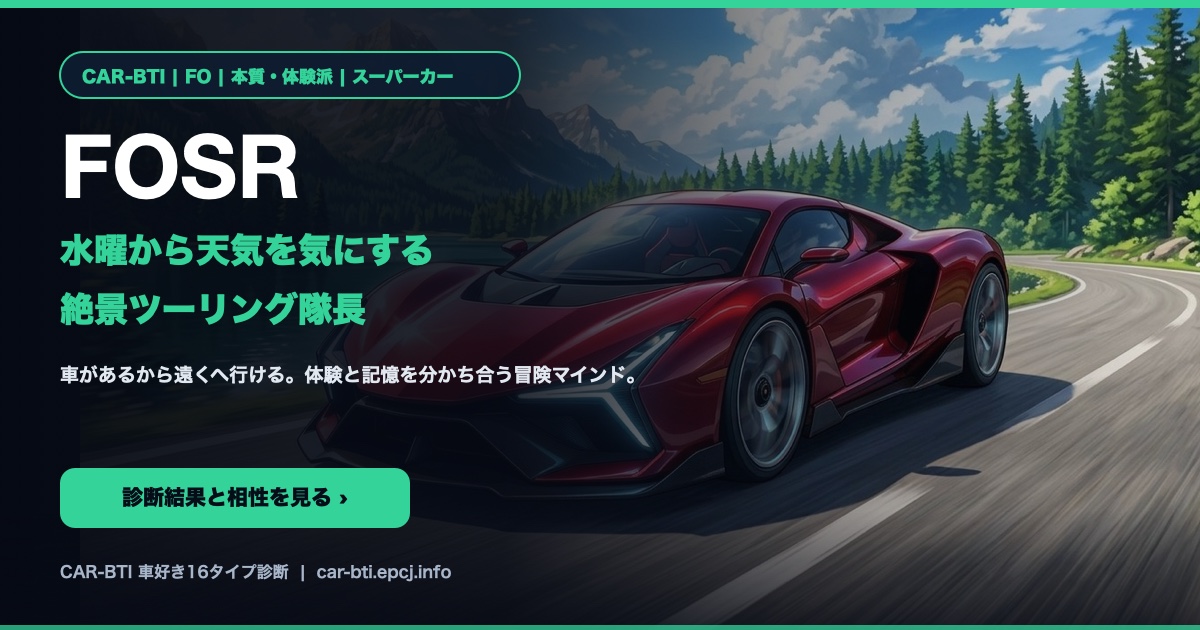 CAR-BTI | FO | 本質・体験派 | スーパーカー
FOSR
水曜から天気を気にする
絶景ツーリング隊長
車があるから遠くへ行ける。体験と記憶を分かち合う冒険マインド。
診断結果と相性を見る ›
CAR-BTI 車好き16タイプ診断 | car-bti.epcj.info